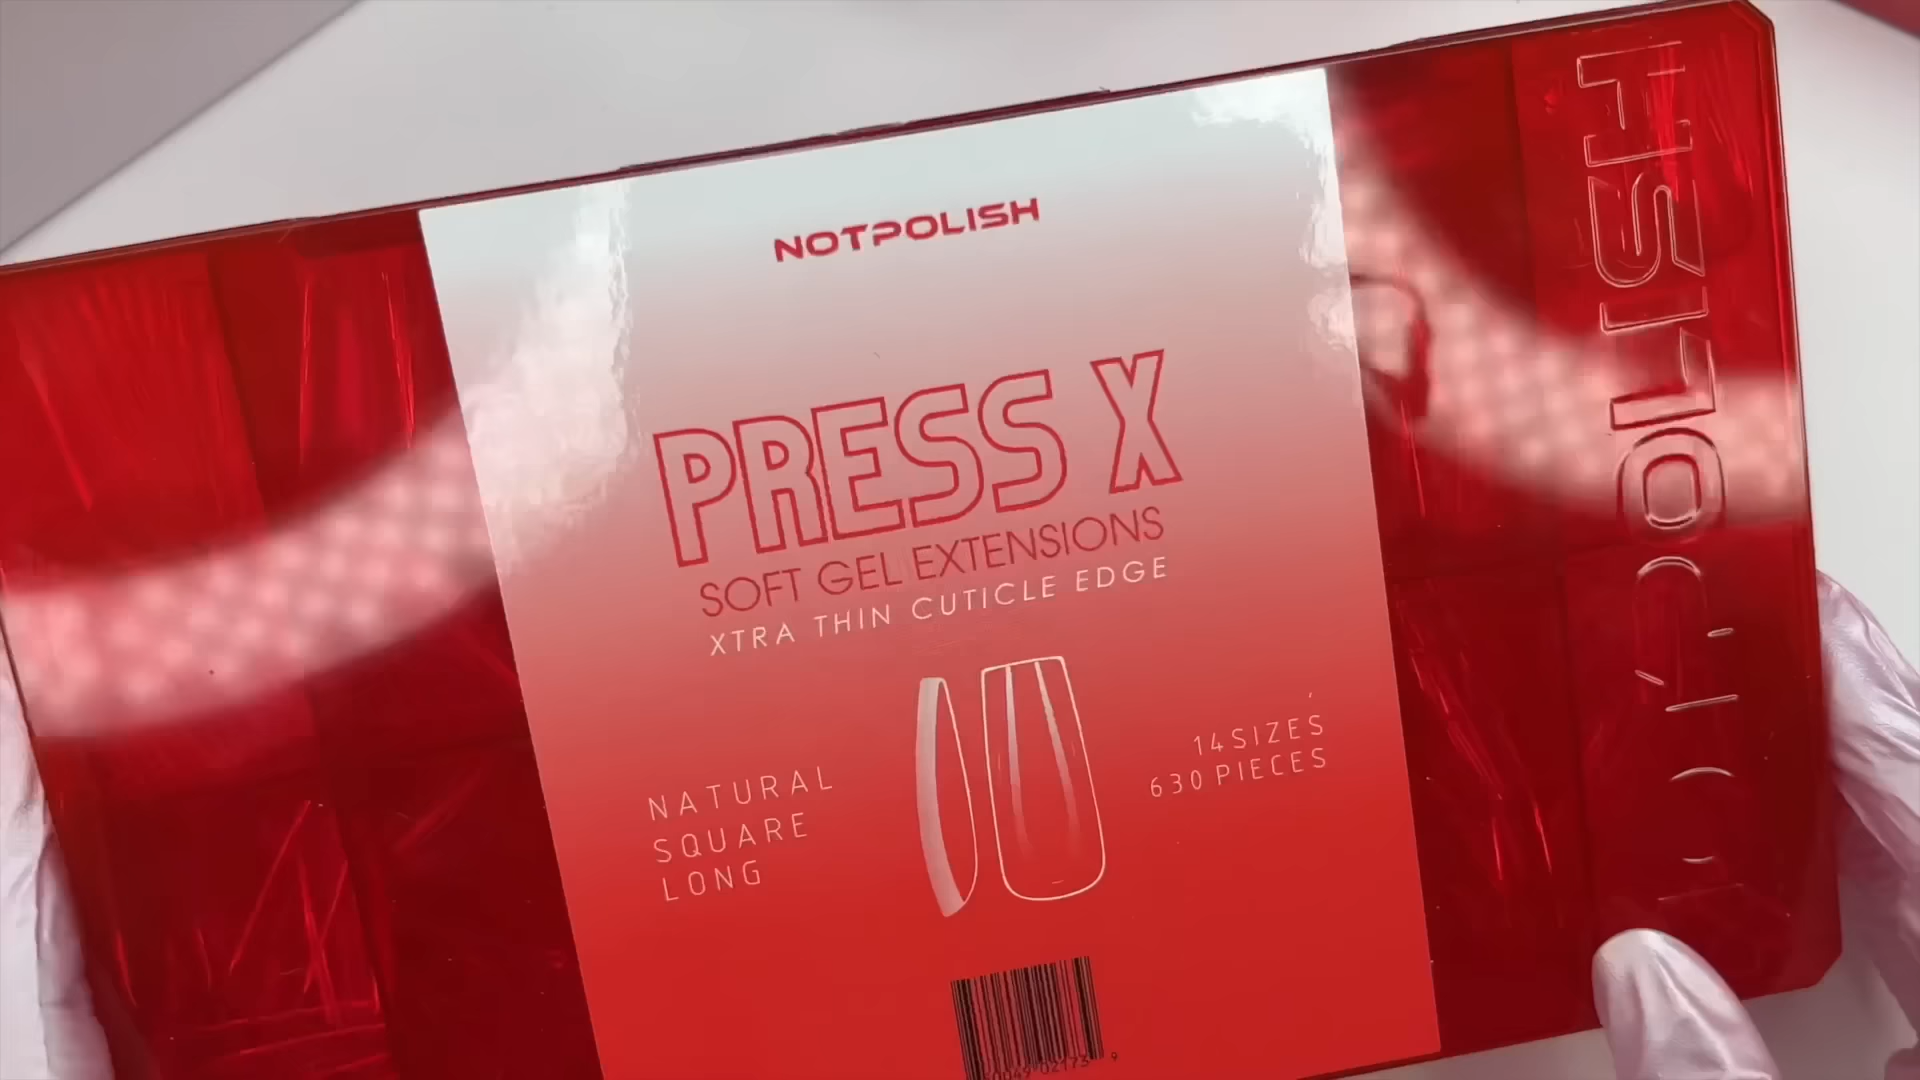 NOTPOLISH
PRESS X
SOFT GEL EXTENSIONS
XTRA THIN CUTICLE EDGE
NATURAL
SQUARE
LONG
14 SIZES
630 PIECES
NOTPOLISH